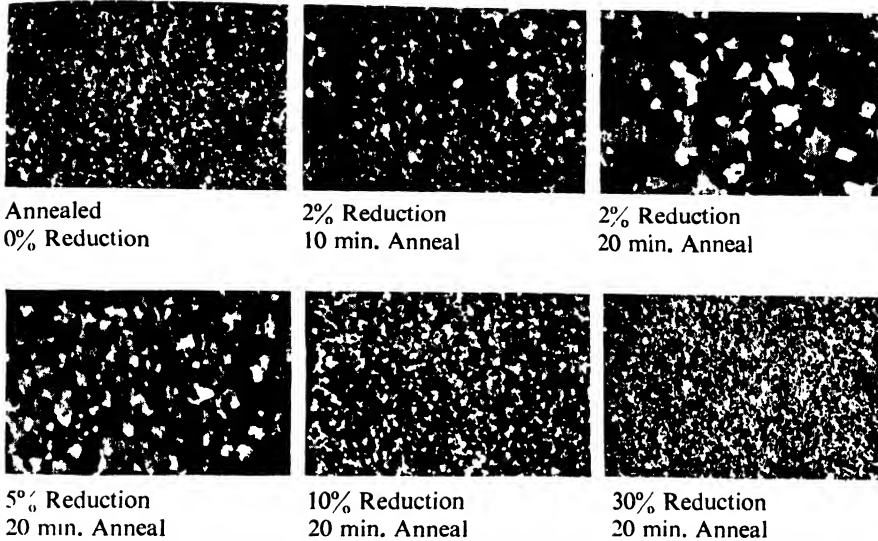 Annealed
0% Reduction
2% Reduction
10 min. Anneal
2% Reduction
20 min. Anneal
5% Reduction
20 min. Anneal
10% Reduction
20 min. Anneal
30% Reduction
20 min. Anneal